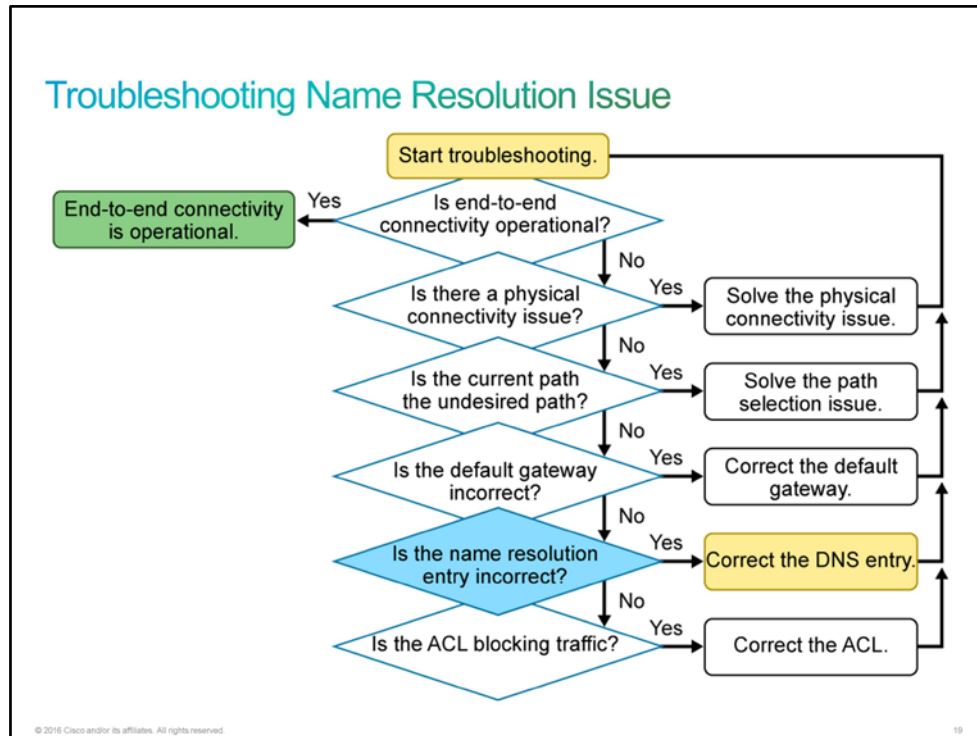 Troubleshooting Name Resolution Issue
Start troubleshooting.
Is end-to-end
connectivity operational?
Yes
End-to-end connectivity
is operational.
No
Is there a physical
connectivity issue?
Yes
Solve the physical
connectivity issue.
No
Is the current path
the undesired path?
Yes
Solve the path
selection issue.
No
Is the default gateway
incorrect?
Yes
Correct the default
gateway.
No
Is the name resolution
entry incorrect?
Yes
Correct the DNS entry.
No
Is the ACL blocking traffic?
Yes
Correct the ACL.
© 2016 Cisco and/or its affiliates. All rights reserved.
19